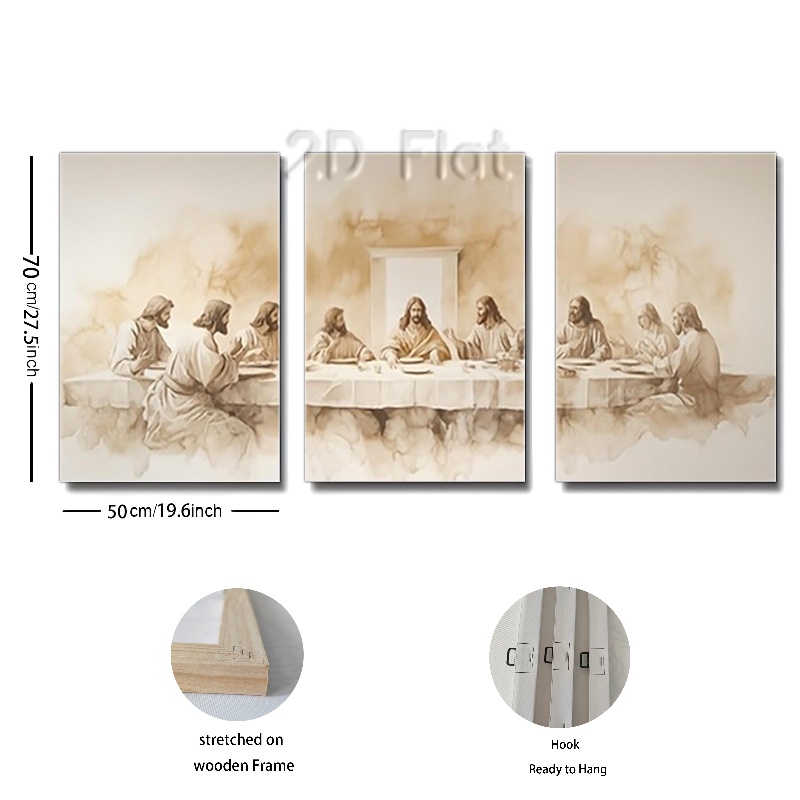 2D Flat
70 cm/27.5inch
50cm/19.6inch
stretched on
wooden Frame
Hook
Ready to Hang